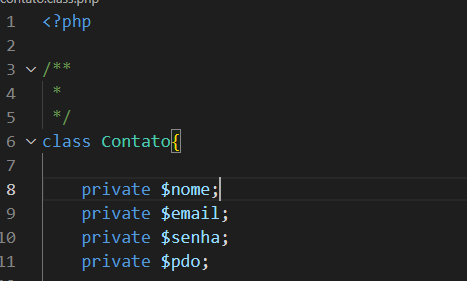 contato.class.php
1 <?php
2
3 /**
4 *
5 */
6 class Contato{
7
8 private $nome;
9 private $email;
10 private $senha;
11 private $pdo;